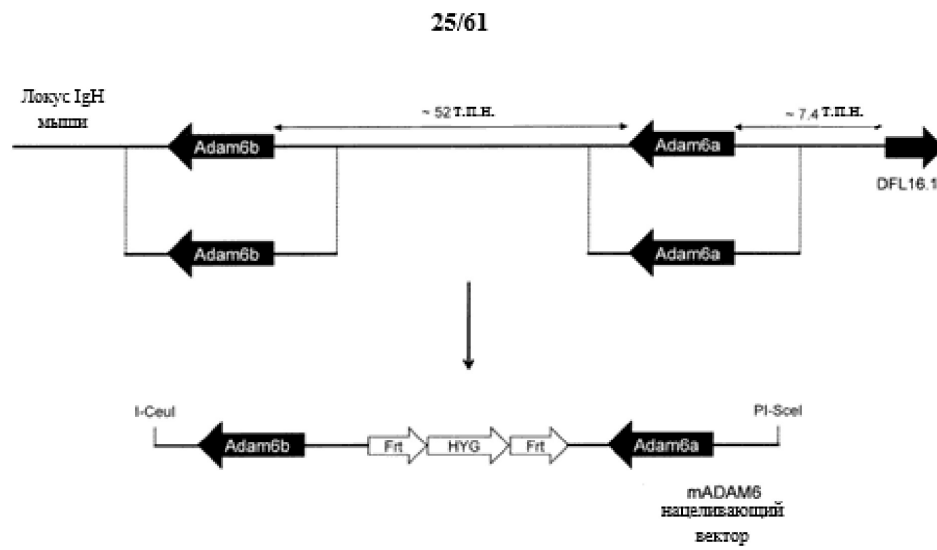 25/61
Локус IgH
мыши
~ 52 т.п.н.
~ 7.4 т.п.н.
Adam6b
Adam6a
DFL16.1
Adam6b
Adam6a
I-CeuI
PI-SceI
Adam6b
Frt
HYG
Frt
Adam6a
mADAM6
нацеливающий
вектор